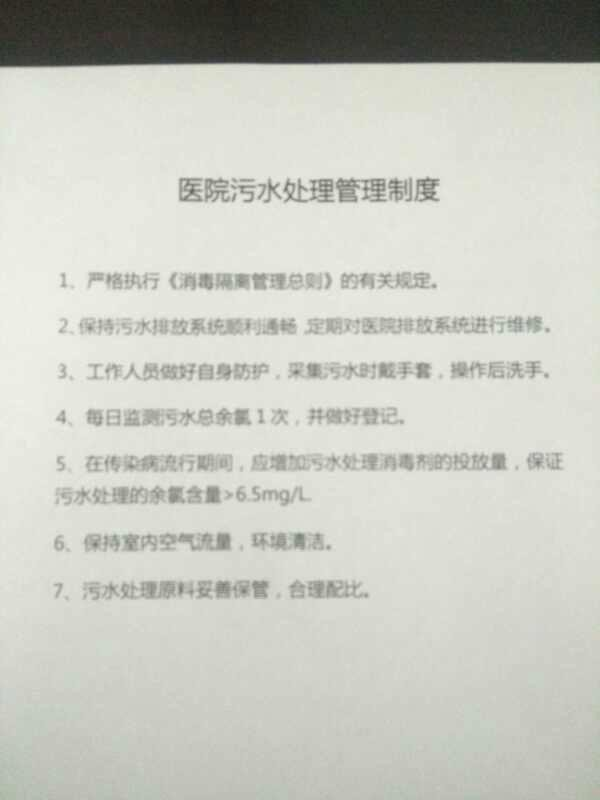 医院污水处理管理制度
1、严格执行《消毒隔离管理总则》的有关规定。
2、保持污水排放系统顺利通畅，定期对医院排放系统进行维修。
3、工作人员做好自身防护，采集污水时戴手套，操作后洗手。
4、每日监测污水总余氯1次，并做好登记。
5、在传染病流行期间，应增加污水处理消毒剂的投放量，保证
污水处理的余氯含量>6.5mg/L.
6、保持室内空气流量，环境清洁。
7、污水处理原料妥善保管，合理配比。